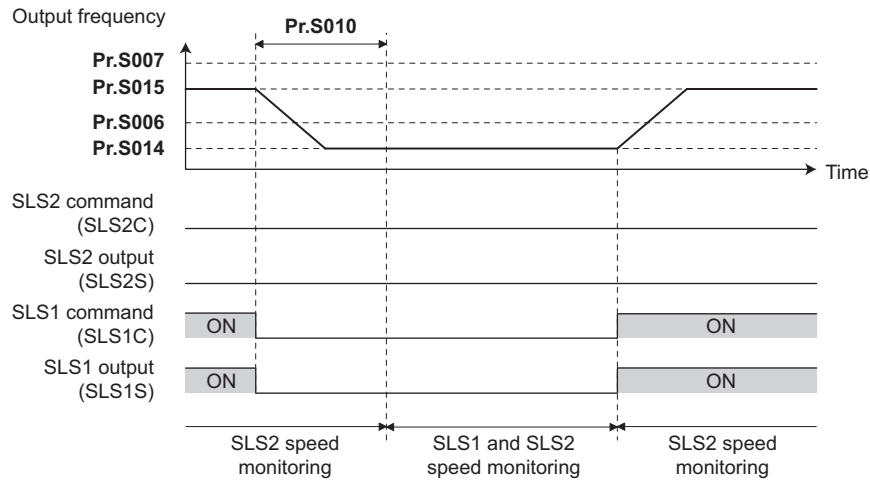 Output frequency
Pr.S010
Pr.S007
Pr.S015
Pr.S006
Pr.S014
Time
SLS2 command
(SLS2C)
SLS2 output
(SLS2S)
SLS1 command
(SLS1C)
ON
ON
SLS1 output
(SLS1S)
ON
ON
SLS2 speed
monitoring
SLS1 and SLS2
speed monitoring
SLS2 speed
monitoring